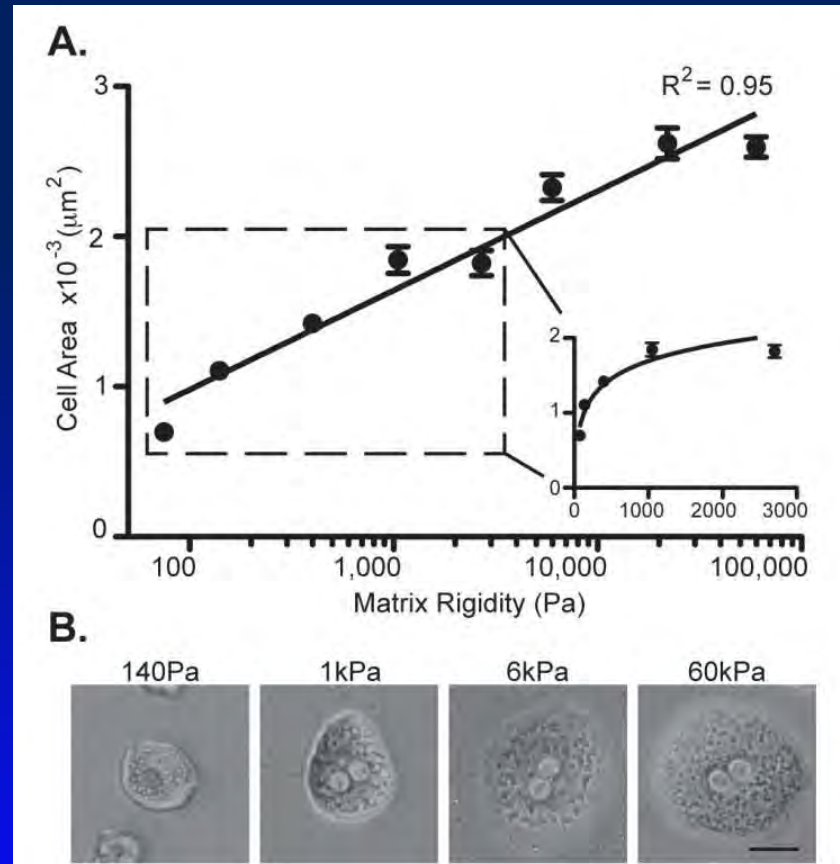 A.
R² = 0.95
3
2
1
0
Cell Area x10⁻³ (μm²)
2
1
0
0 1000 2000 3000
100 1,000 10,000 100,000
Matrix Rigidity (Pa)
B.
140Pa 1kPa 6kPa 60kPa